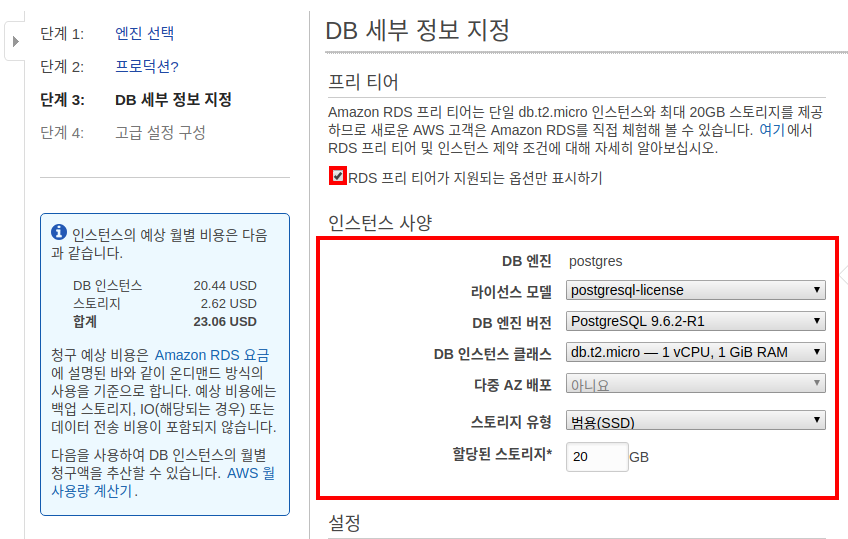 단계 1: 엔진 선택
단계 2: 프로덕션?
단계 3: DB 세부 정보 지정
단계 4: 고급 설정 구성
인스턴스의 예상 월별 비용은 다음
과 같습니다.
DB 인스턴스 20.44 USD
스토리지 2.62 USD
합계 23.06 USD
청구 예상 비용은 Amazon RDS 요금
에 설명된 바와 같이 온디맨드 방식의
사용을 기준으로 합니다. 예상 비용에는
백업 스토리지, IO(해당되는 경우) 또는
데이터 전송 비용이 포함되지 않습니다.
다음을 사용하여 DB 인스턴스의 월별
청구액을 추산할 수 있습니다. AWS 월
사용량 계산기.
DB 세부 정보 지정
프리 티어
Amazon RDS 프리 티어는 단일 db.t2.micro 인스턴스와 최대 20GB 스토리지를 제공
하므로 새로운 AWS 고객은 Amazon RDS를 직접 체험해 볼 수 있습니다. 여기에서
RDS 프리 티어 및 인스턴스 제약 조건에 대해 자세히 알아보십시오.
RDS 프리 티어가 지원되는 옵션만 표시하기
인스턴스 사양
DB 엔진 postgres
라이선스 모델 postgresql-license
DB 엔진 버전 PostgreSQL 9.6.2-R1
DB 인스턴스 클래스 db.t2.micro — 1 vCPU, 1 GiB RAM
다중 AZ 배포 아니요
스토리지 유형 범용(SSD)
할당된 스토리지* 20 GB
설정